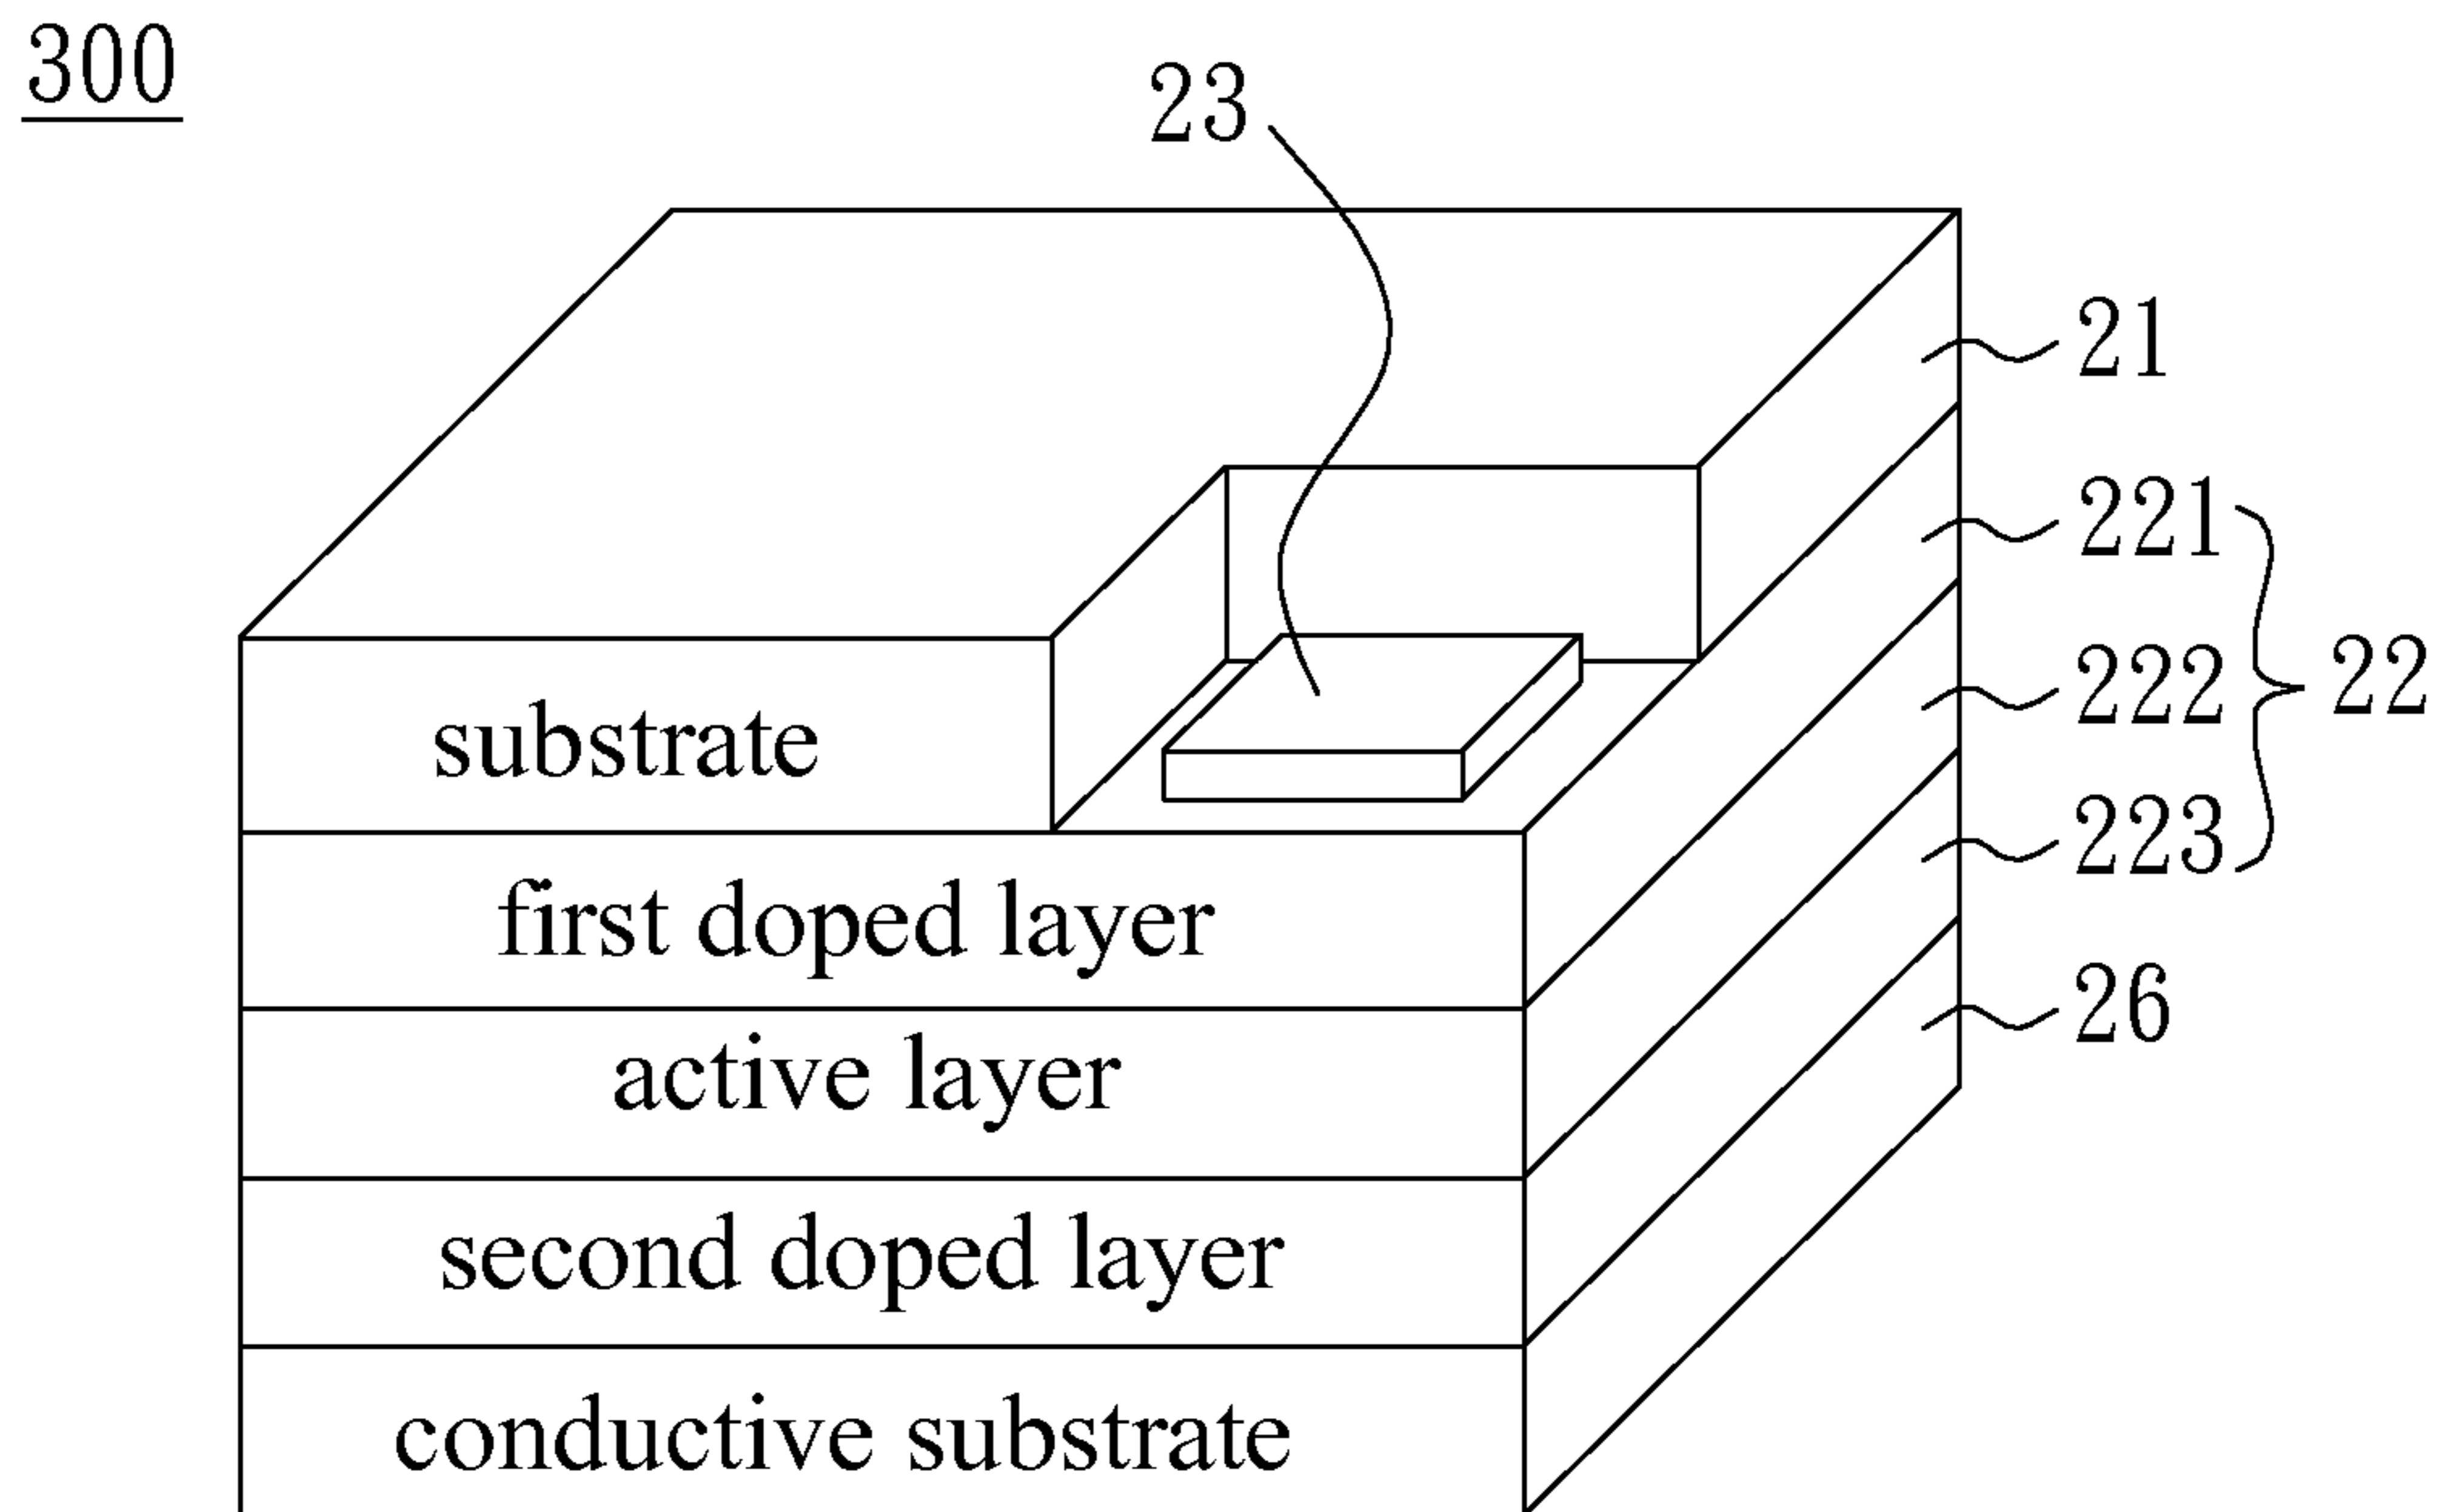 300
23
21
221
222
22
223
26
substrate
first doped layer
active layer
second doped layer
conductive substrate